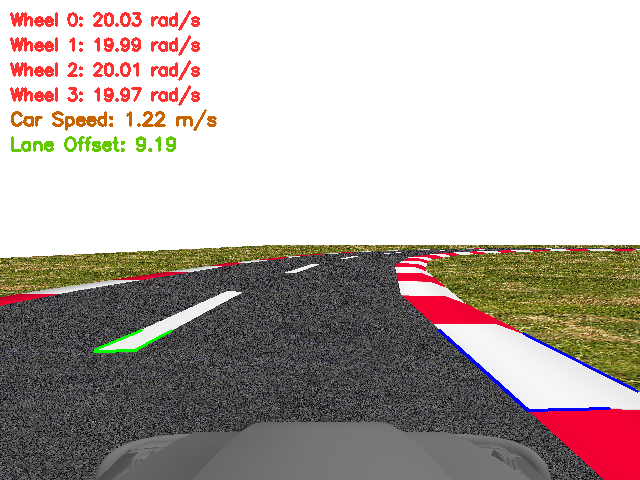 Wheel 0: 20.03 rad/s
Wheel 1: 19.99 rad/s
Wheel 2: 20.01 rad/s
Wheel 3: 19.97 rad/s
Car Speed: 1.22 m/s
Lane Offset: 9.19